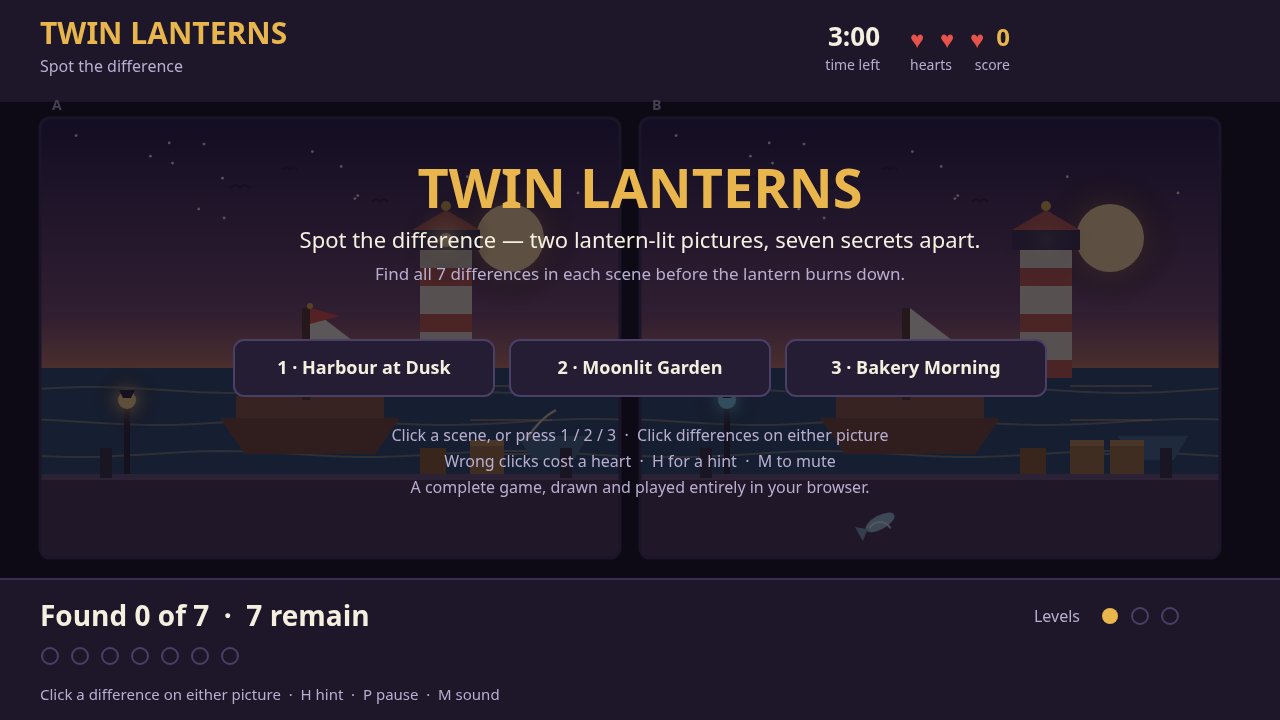 TWIN LANTERNS
Spot the difference
3:00 ♥ ♥ ♥ 0
time left hearts score
A B
TWIN LANTERNS
Spot the difference — two lantern-lit pictures, seven secrets apart.
Find all 7 differences in each scene before the lantern burns down.
1 · Harbour at Dusk 2 · Moonlit Garden 3 · Bakery Morning
Click a scene, or press 1 / 2 / 3 · Click differences on either picture
Wrong clicks cost a heart · H for a hint · M to mute
A complete game, drawn and played entirely in your browser.
Found 0 of 7 · 7 remain
Levels
Click a difference on either picture · H hint · P pause · M sound